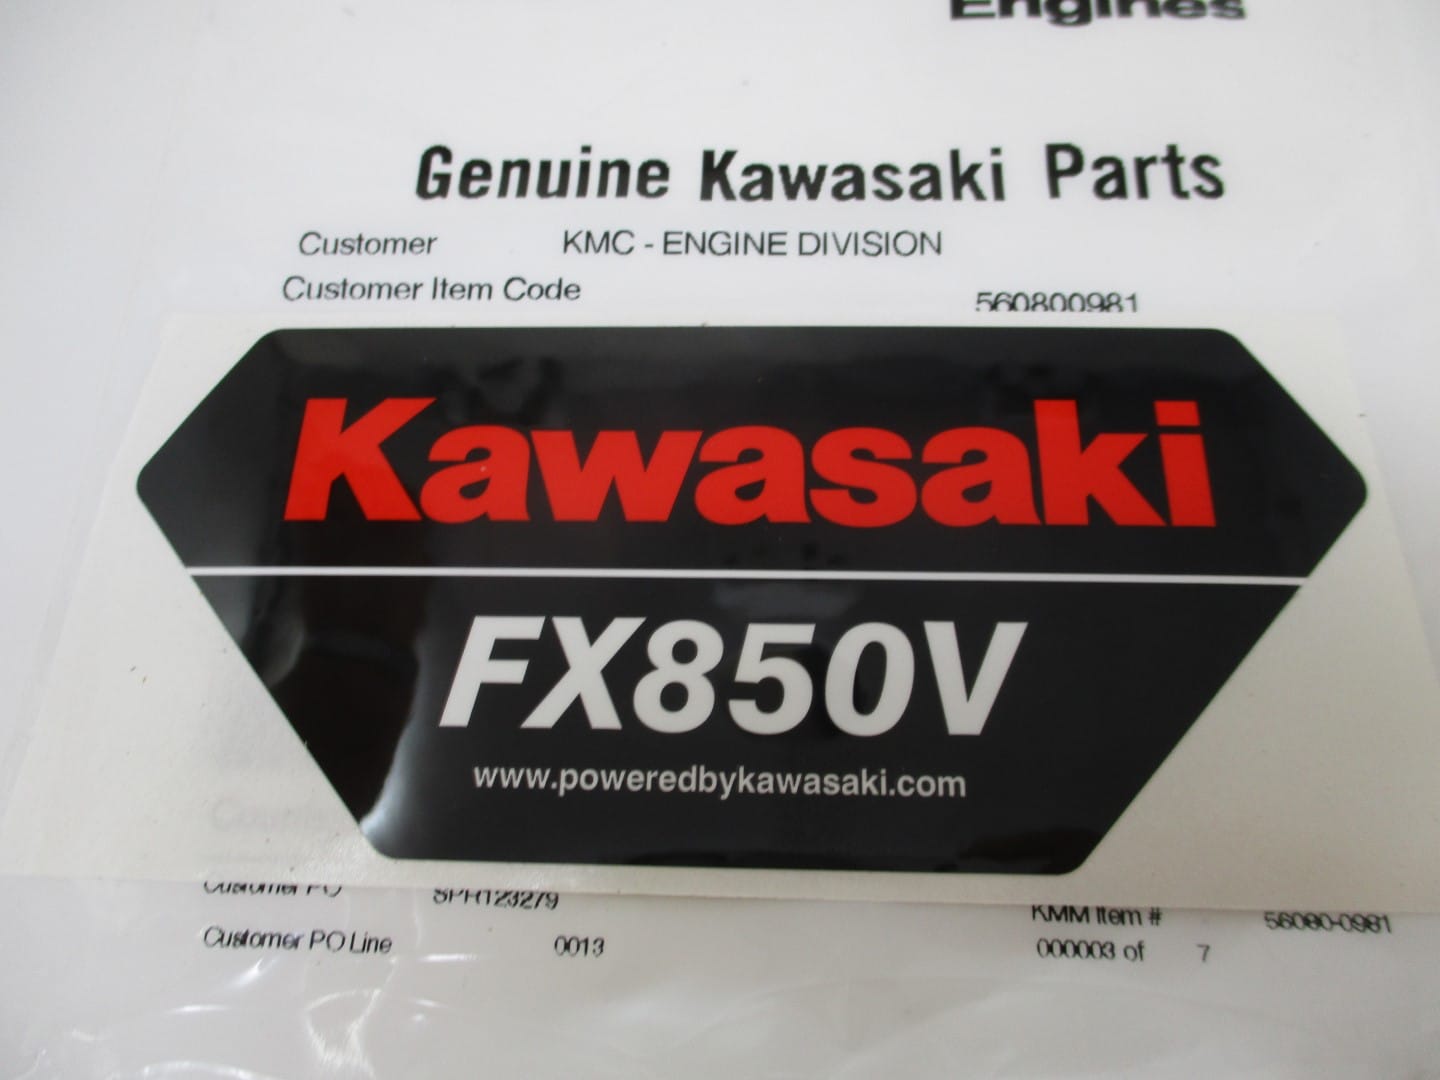 Engines
Genuine Kawasaki Parts
Customer KMC - ENGINE DIVISION
Customer Item Code 560800981
Kawasaki
FX850V
www.poweredbykawasaki.com
Customer PO SPR123279 KMM Item # 56080-0981
Customer PO Line 0013 000003 of 7